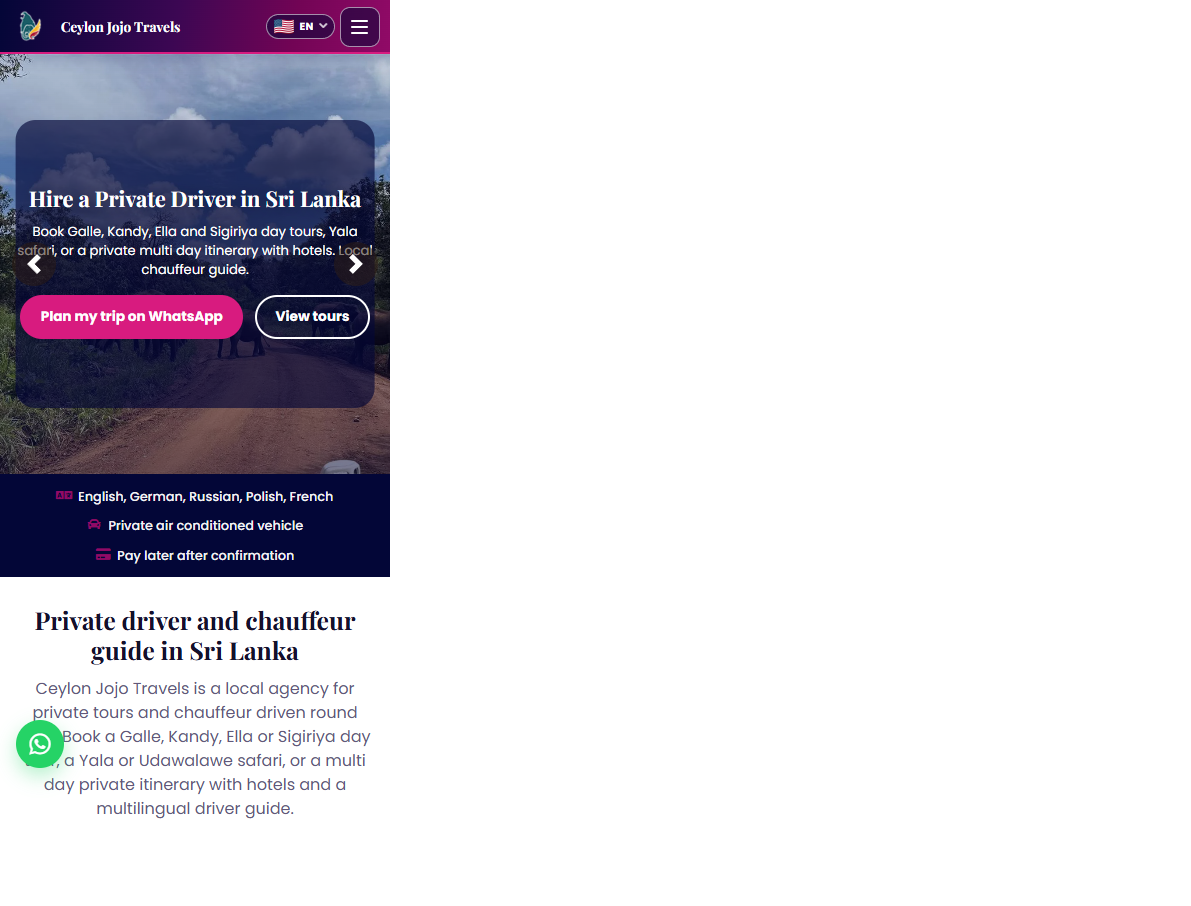 Ceylon Jojo Travels
EN
Hire a Private Driver in Sri Lanka
Book Galle, Kandy, Ella and Sigiriya day tours, Yala
safari, or a private multi day itinerary with hotels. Local
chauffeur guide.
Plan my trip on WhatsApp
View tours
English, German, Russian, Polish, French
Private air conditioned vehicle
Pay later after confirmation
Private driver and chauffeur
guide in Sri Lanka
Ceylon Jojo Travels is a local agency for
private tours and chauffeur driven round
Book a Galle, Kandy, Ella or Sigiriya day
a Yala or Udawalawe safari, or a multi
day private itinerary with hotels and a
multilingual driver guide.